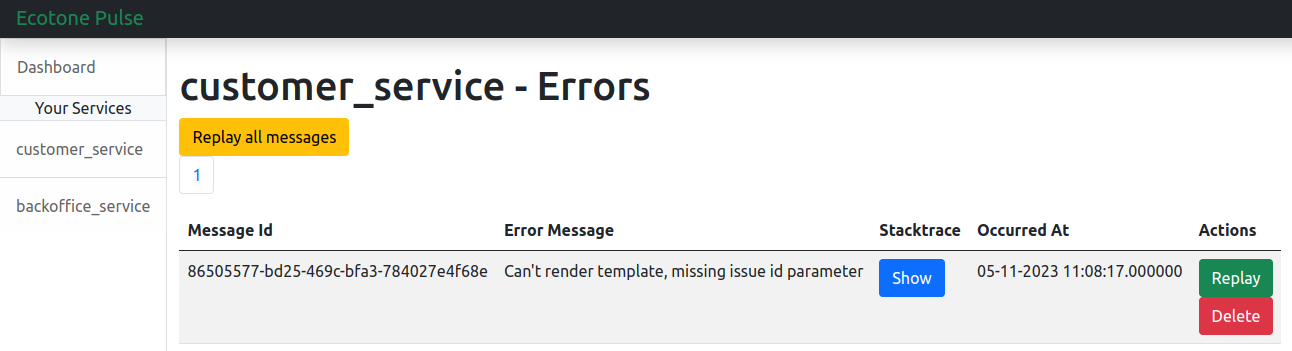 Ecotone Pulse
Dashboard
Your Services
customer_service
backoffice_service
customer_service - Errors
Replay all messages
1
Message Id Error Message Stacktrace Occurred At Actions
86505577-bd25-469c-bfa3-784027e4f68e Can't render template, missing issue id parameter Show 05-11-2023 11:08:17.000000 Replay
Delete